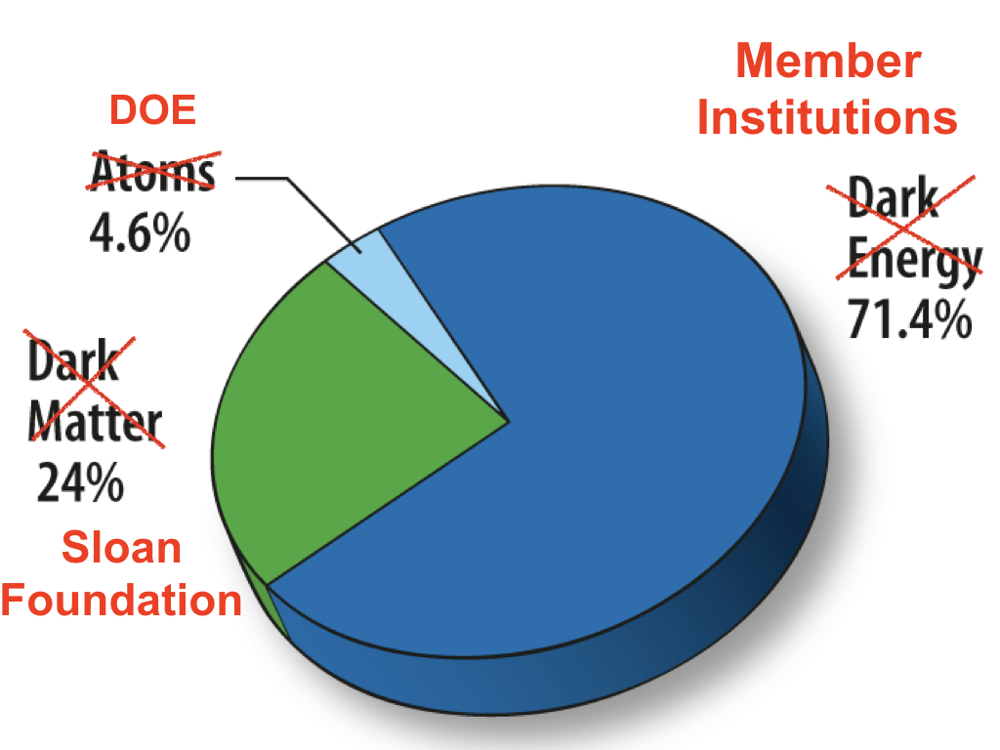 DOE
Atoms
4.6%
Member
Institutions
Dark
Energy
71.4%
Dark
Matter
24%
Sloan
Foundation